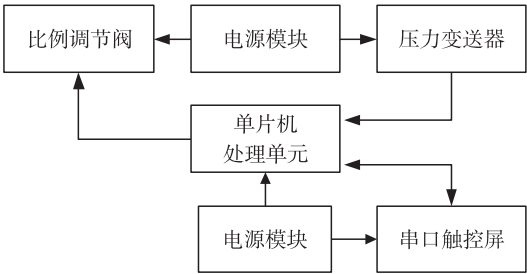 比例调节阀
电源模块
压力变送器
单片机
处理单元
电源模块
串口触控屏